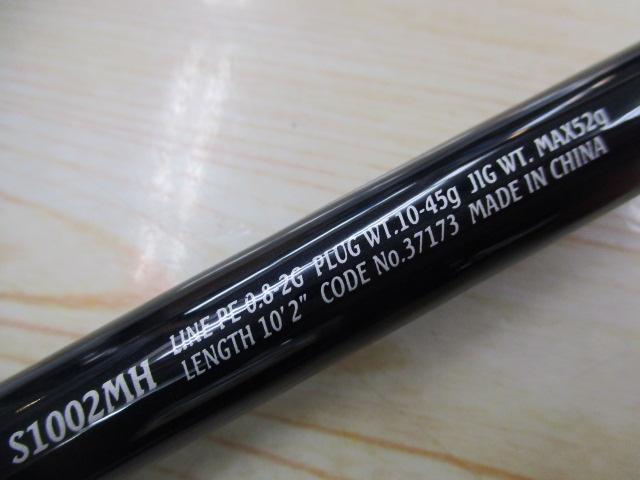 S1002MH
LINE PE 0.8-2G PLUG WT.10-45g JIG WT. MAX52g
LENGTH 10'2" CODE No.37173 MADE IN CHINA